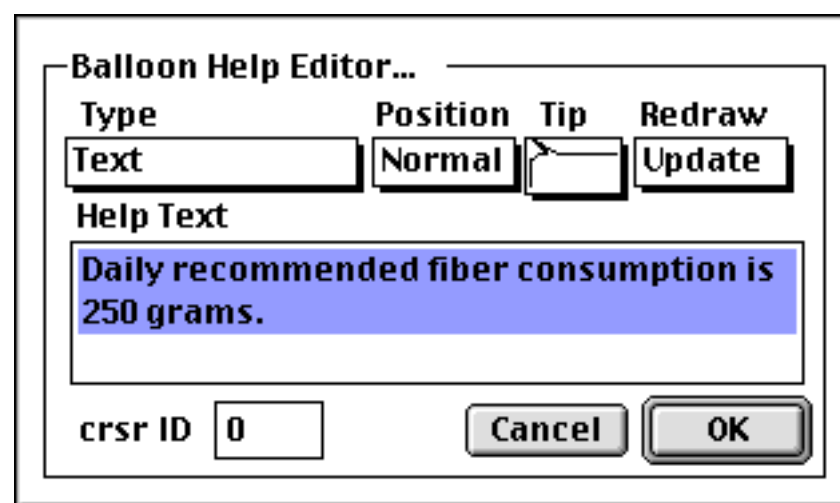 Balloon Help Editor...
Type Position Tip Redraw
Text Normal Update
Help Text
Daily recommended fiber consumption is
250 grams.
crsr ID 0 Cancel OK